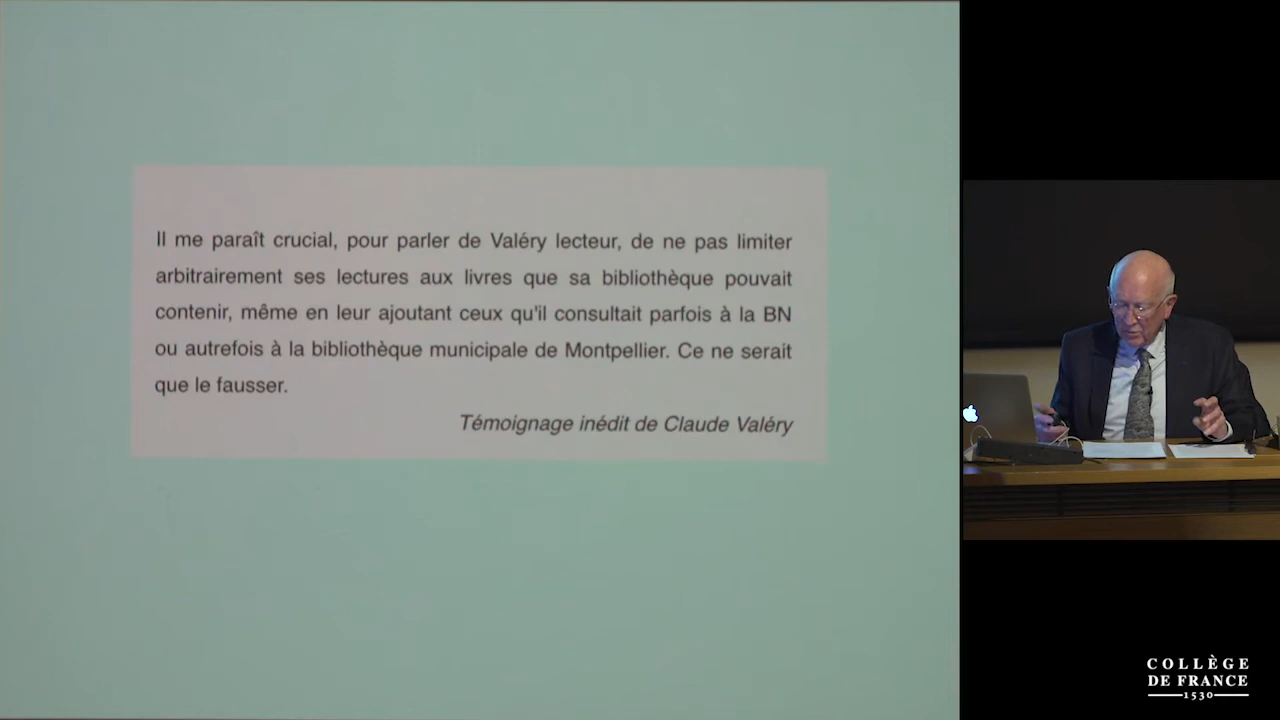 Il me paraît crucial, pour parler de Valéry lecteur, de ne pas limiter
arbitrairement ses lectures aux livres que sa bibliothèque pouvait
contenir, même en leur ajoutant ceux qu'il consultait parfois à la BN
ou autrefois à la bibliothèque municipale de Montpellier. Ce ne serait
que le fausser.
Témoignage inédit de Claude Valéry
COLLÈGE
DE FRANCE
1530